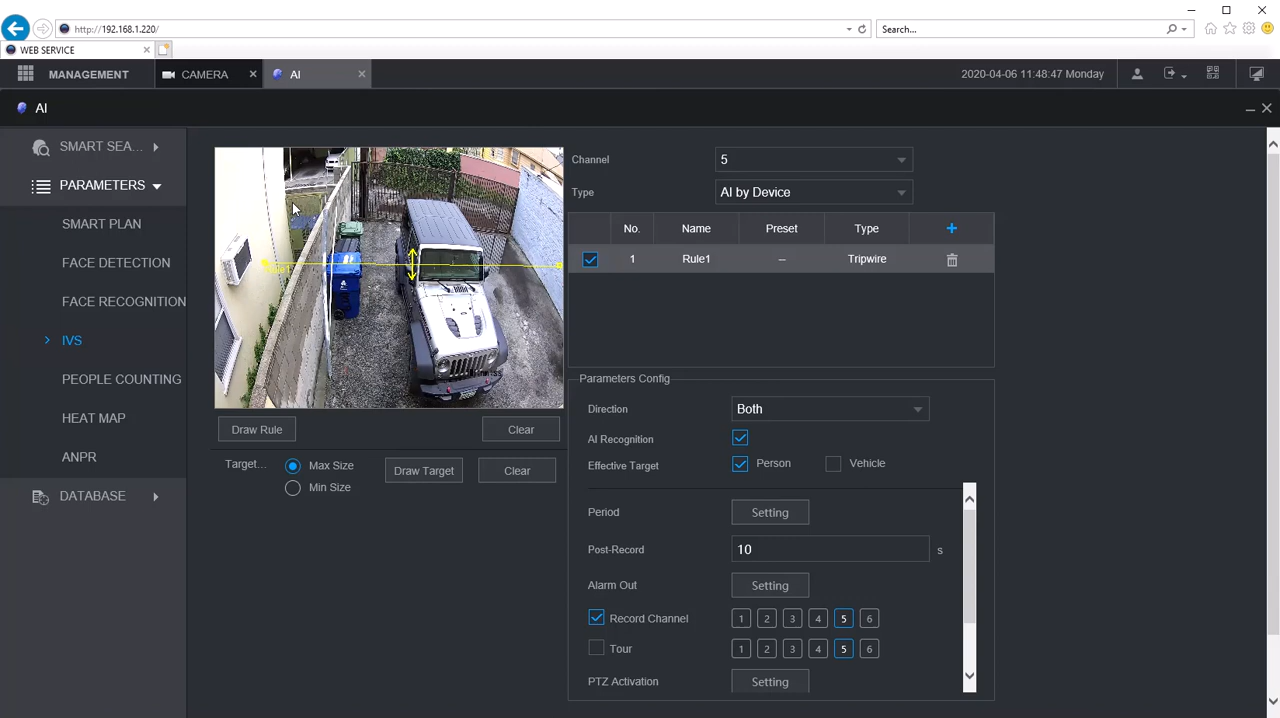 http://192.168.1.220/
Search...
WEB SERVICE
MANAGEMENT
CAMERA
AI
2020-04-06 11:48:47 Monday
AI
SMART SEA...
PARAMETERS
SMART PLAN
FACE DETECTION
FACE RECOGNITION
IVS
PEOPLE COUNTING
HEAT MAP
ANPR
DATABASE
Rule1
Draw Rule
Clear
Target...
Max Size
Min Size
Draw Target
Clear
Channel
5
Type
AI by Device
No. Name Preset Type
1 Rule1 -- Tripwire
Parameters Config
Direction
Both
AI Recognition
Effective Target
Person
Vehicle
Period
Setting
Post-Record
10
s
Alarm Out
Setting
Record Channel
1 2 3 4 5 6
Tour
1 2 3 4 5 6
PTZ Activation
Setting